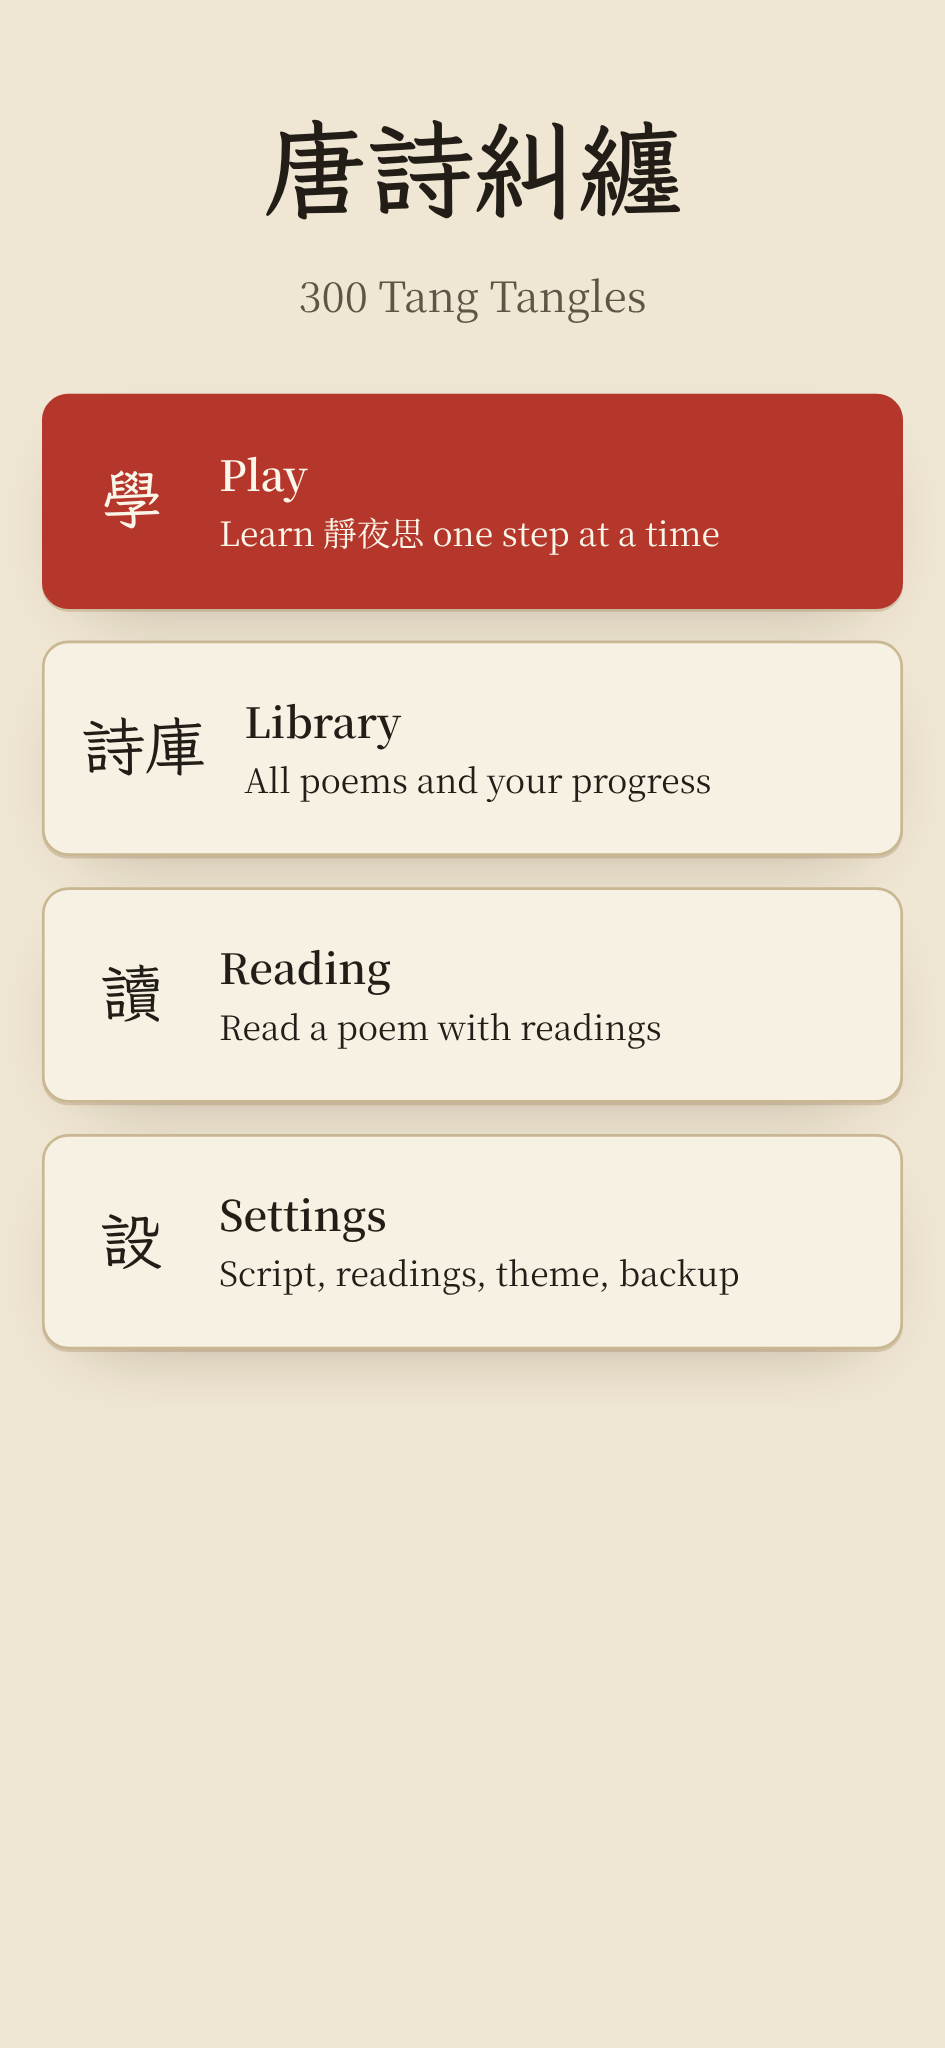 唐詩糾纏
300 Tang Tangles
學
Play
Learn 靜夜思 one step at a time
詩庫
Library
All poems and your progress
讀
Reading
Read a poem with readings
設
Settings
Script, readings, theme, backup